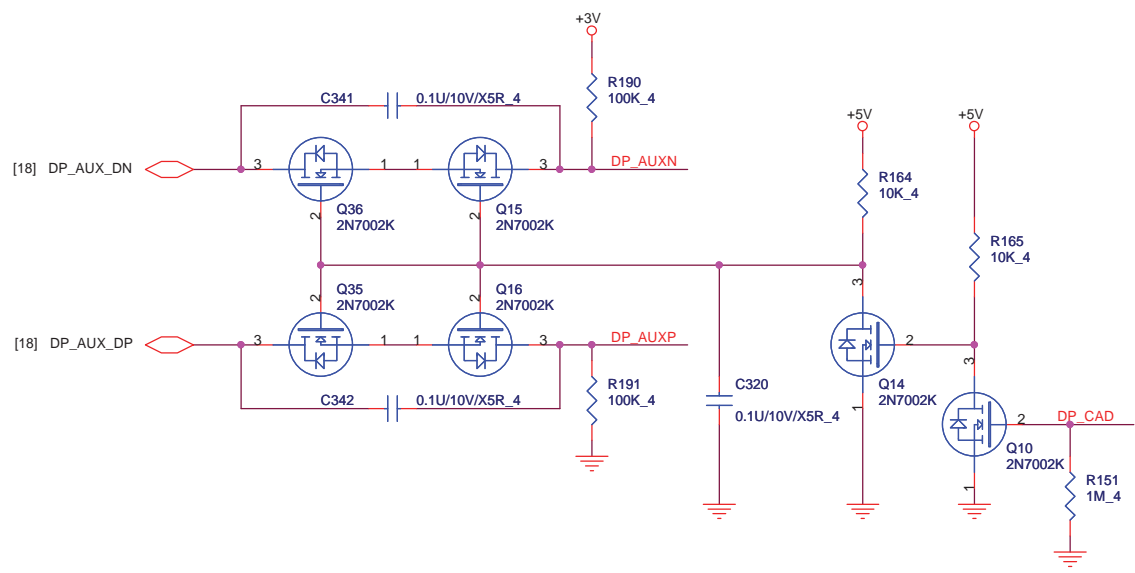 +3V
R190
100K_4
C341
0.1U/10V/X5R_4
+5V
+5V
[18] DP_AUX_DN
3
1
1
3
DP_AUXN
R164
10K_4
Q36
2N7002K
2
Q15
2N7002K
2
R165
10K_4
Q35
2N7002K
2
Q16
2N7002K
2
3
[18] DP_AUX_DP
3
1
1
3
DP_AUXP
2
3
R191
100K_4
C320
0.1U/10V/X5R_4
Q14
2N7002K
1
C342
0.1U/10V/X5R_4
2
DP_CAD
Q10
2N7002K
1
R151
1M_4